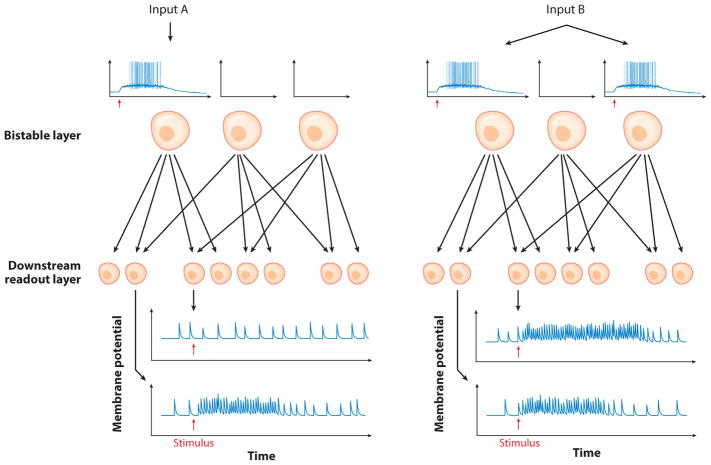 Input A
Input B
Bistable layer
Downstream
readout layer
Membrane potential
Membrane potential
Stimulus
Stimulus
Time
Time